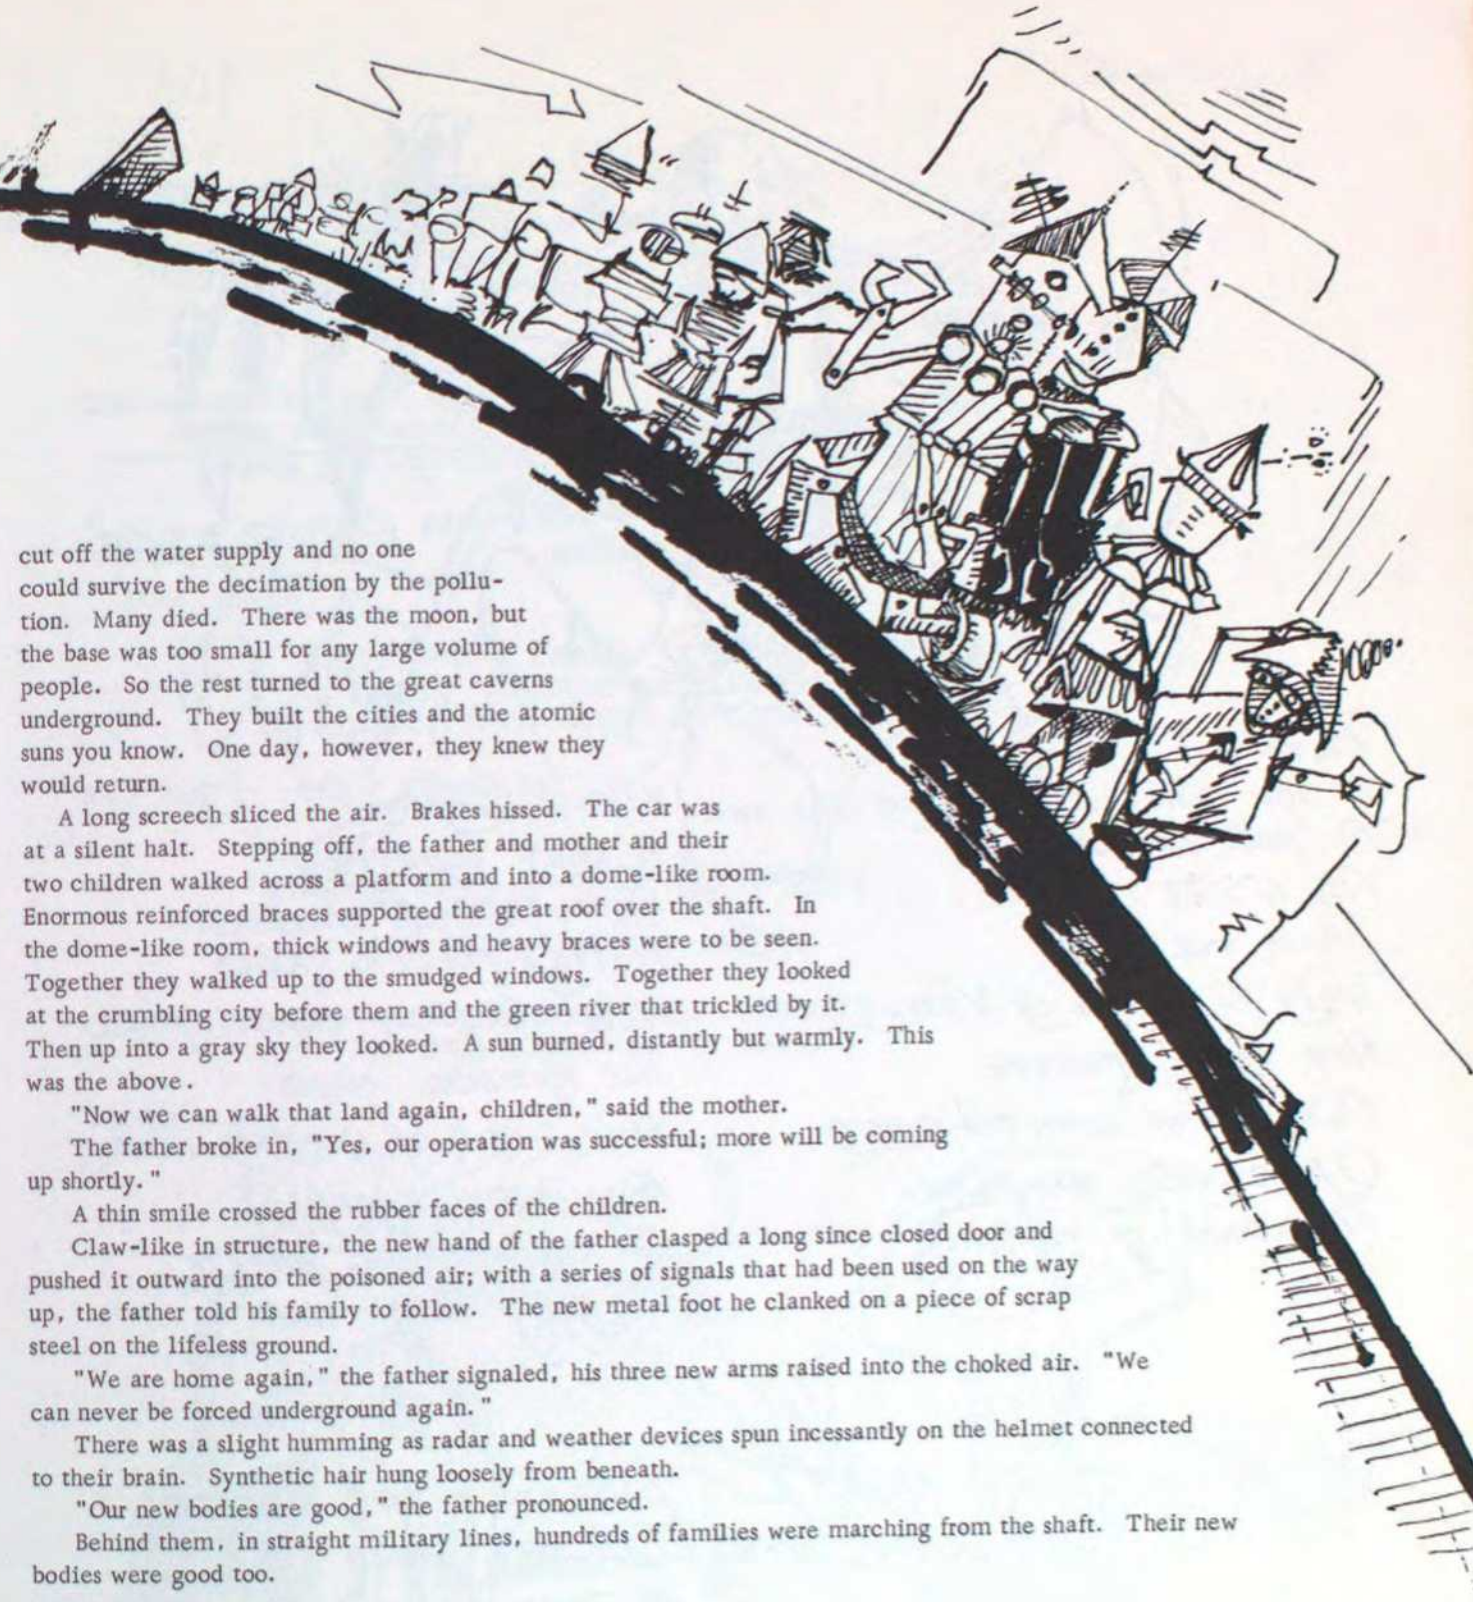 cut off the water supply and no one
could survive the decimation by the pollu-
tion. Many died. There was the moon, but
the base was too small for any large volume of
people. So the rest turned to the great caverns
underground. They built the cities and the atomic
suns you know. One day, however, they knew they
would return.
A long screech sliced the air. Brakes hissed. The car was
at a silent halt. Stepping off, the father and mother and their
two children walked across a platform and into a dome-like room.
Enormous reinforced braces supported the great roof over the shaft. In
the dome-like room, thick windows and heavy braces were to be seen.
Together they walked up to the smudged windows. Together they looked
at the crumbling city before them and the green river that trickled by it.
Then up into a gray sky they looked. A sun burned, distantly but warmly. This
was the above.
"Now we can walk that land again, children," said the mother.
The father broke in, "Yes, our operation was successful; more will be coming
up shortly."
A thin smile crossed the rubber faces of the children.
Claw-like in structure, the new hand of the father clasped a long since closed door and
pushed it outward into the poisoned air; with a series of signals that had been used on the way
up, the father told his family to follow. The new metal foot he clanked on a piece of scrap
steel on the lifeless ground.
"We are home again," the father signaled, his three new arms raised into the choked air. "We
can never be forced underground again."
There was a slight humming as radar and weather devices spun incessantly on the helmet connected
to their brain. Synthetic hair hung loosely from beneath.
"Our new bodies are good," the father pronounced.
Behind them, in straight military lines, hundreds of families were marching from the shaft. Their new
bodies were good too.